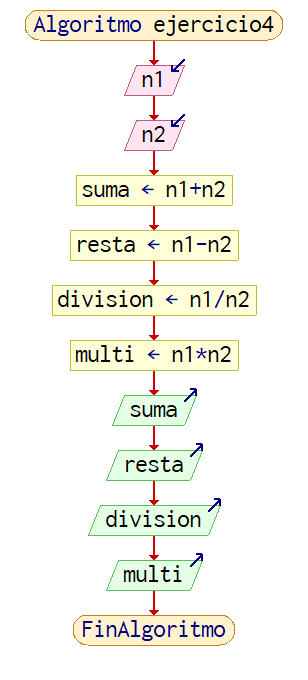 Algoritmo ejercicio4
n1
n2
suma ← n1+n2
resta ← n1-n2
division ← n1/n2
multi ← n1*n2
suma
resta
division
multi
FinAlgoritmo